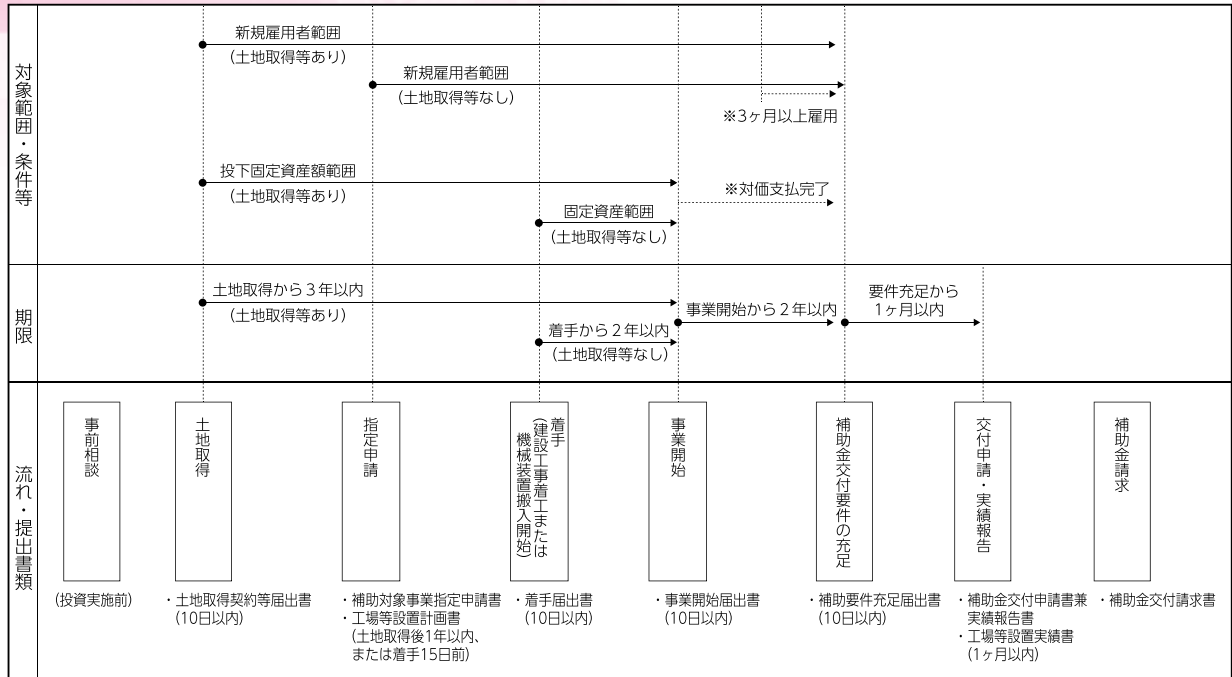 対象範囲・条件等
新規雇用者範囲
(土地取得等あり)
新規雇用者範囲
(土地取得等なし)
※3ヶ月以上雇用
投下固定資産額範囲
(土地取得等あり)
※対価支払完了
固定資産範囲
(土地取得等なし)
期限
土地取得から3年以内
(土地取得等あり)
着手から2年以内
(土地取得等なし)
事業開始から2年以内
要件充足から
1ヶ月以内
流れ・提出書類
事前相談
(投資実施前)
土地取得
・土地取得契約等届出書
(10日以内)
指定申請
・補助対象事業指定申請書
・工場等設置計画書
(土地取得後1年以内、
または着手15日前)
着手
(建設工事着工または
機械装置搬入開始)
・着手届出書
(10日以内)
事業開始
・事業開始届出書
(10日以内)
補助金交付要件の充足
・補助要件充足届出書
(10日以内)
交付申請・実績報告
・補助金交付申請書兼
実績報告書
・工場等設置実績書
(1ヶ月以内)
補助金請求
・補助金交付請求書